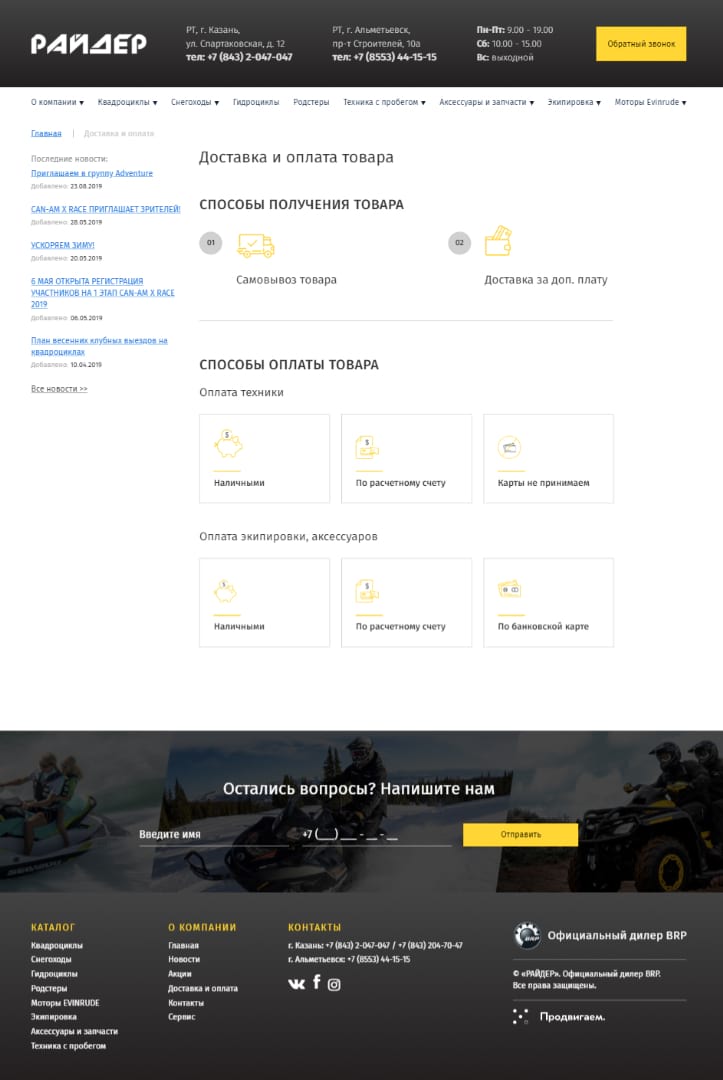 РАЙДЕР
РТ, г. Казань,
ул. Спартаковская, д. 12
тел: +7 (843) 2-047-047
РТ, г. Альметьевск,
пр-т Строителей, 10а
тел: +7 (8553) 44-15-15
Пн-Пт: 9.00 - 19.00
Сб: 10.00 - 15.00
Вс: выходной
Обратный звонок
О компании ▼ Квадроциклы ▼ Снегоходы ▼ Гидроциклы Родстеры Техника с пробегом ▼ Аксессуары и запчасти ▼ Экипировка ▼ Моторы Evinrude ▼
Главная | Доставка и оплата
Последние новости:
Приглашаем в группу Adventure
Добавлено: 23.08.2019
CAN-AM X RACE ПРИГЛАШАЕТ ЗРИТЕЛЕЙ!
Добавлено: 28.05.2019
УСКОРЯЕМ ЗИМУ!
Добавлено: 20.05.2019
6 МАЯ ОТКРЫТА РЕГИСТРАЦИЯ
УЧАСТНИКОВ НА 1 ЭТАП CAN-AM X RACE
2019
Добавлено: 06.05.2019
План весенних клубных выездов на
квадроциклах
Добавлено: 10.04.2019
Все новости >>
Доставка и оплата товара
СПОСОБЫ ПОЛУЧЕНИЯ ТОВАРА
01
Самовывоз товара
02
Доставка за доп. плату
СПОСОБЫ ОПЛАТЫ ТОВАРА
Оплата техники
Наличными
По расчетному счету
Карты не принимаем
Оплата экипировки, аксессуаров
Наличными
По расчетному счету
По банковской карте
Остались вопросы? Напишите нам
Введите имя
+7 (___) ___ - __ - __
Отправить
КАТАЛОГ
Квадроциклы
Снегоходы
Гидроциклы
Родстеры
Моторы EVINRUDE
Экипировка
Аксессуары и запчасти
Техника с пробегом
О КОМПАНИИ
Главная
Новости
Акции
Доставка и оплата
Контакты
Сервис
КОНТАКТЫ
г. Казань: +7 (843) 2-047-047 / +7 (843) 204-70-47
г. Альметьевск: +7 (8553) 44-15-15
BRP
Официальный дилер BRP
© «РАЙДЕР». Официальный дилер BRP.
Все права защищены.
Продвигаем.